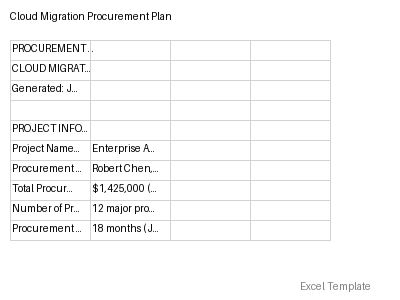 Cloud Migration Procurement Plan
PROCUREMENT...
CLOUD MIGRAT...
Generated: J...
PROJECT INFO...
Project Name... Enterprise A...
Procurement... Robert Chen,...
Total Procur... $1,425,000 (...
Number of Pr... 12 major pro...
Procurement... 18 months (J...
Excel Template